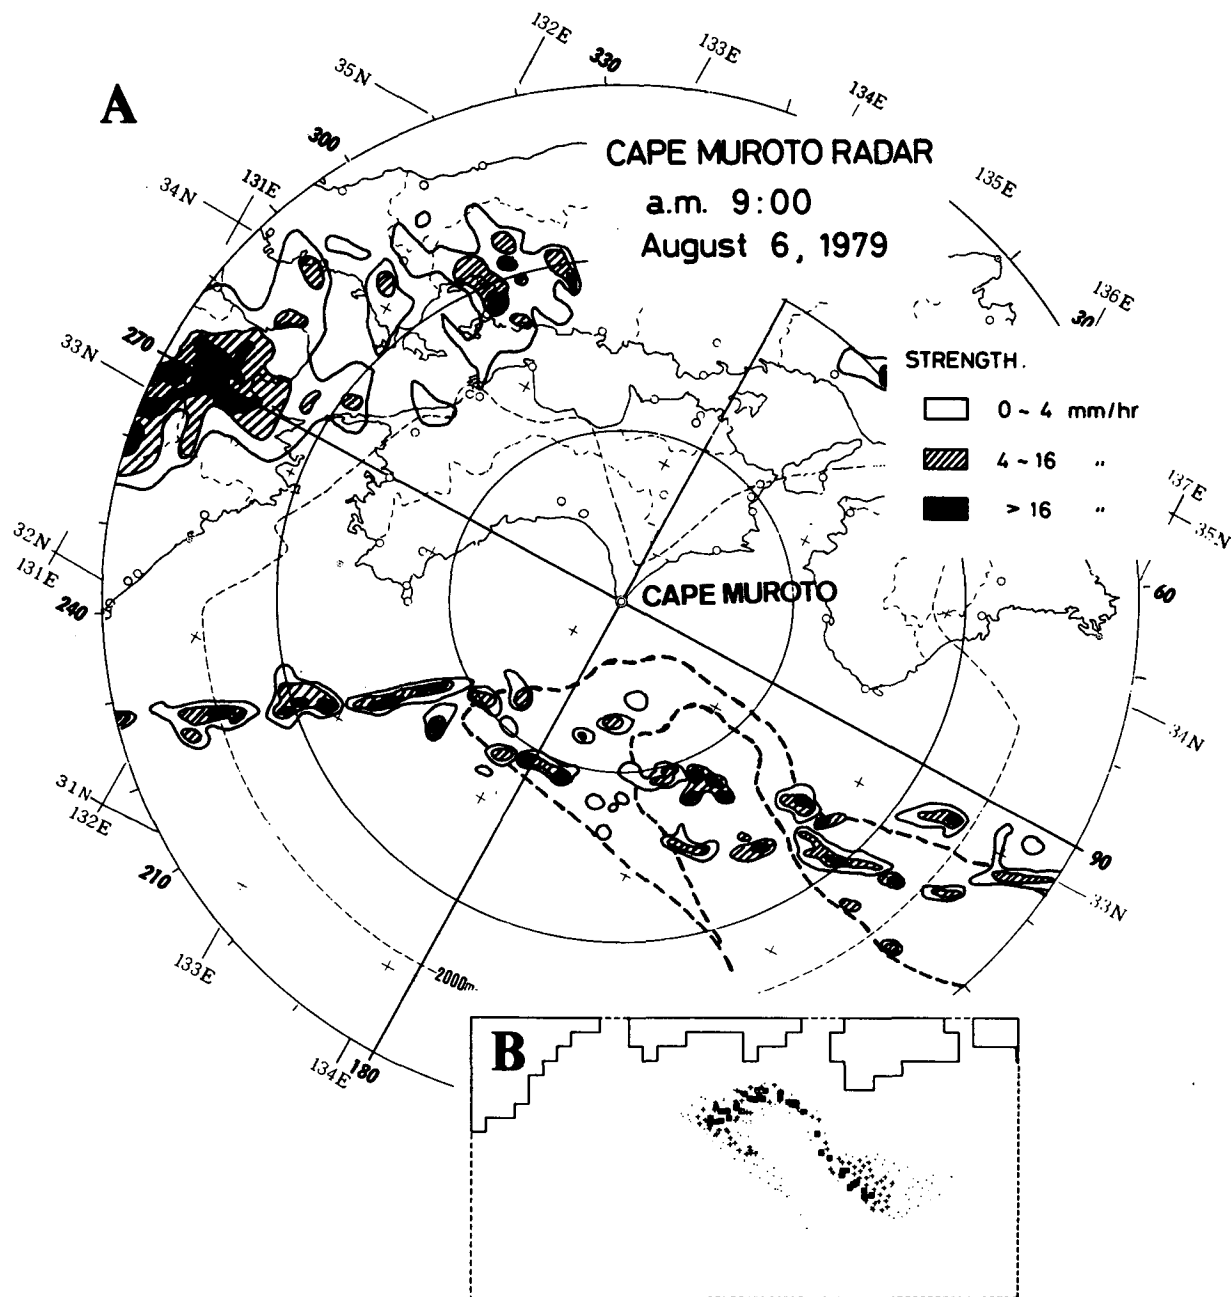 A
132E
330
133E
35N
134E
300
CAPE MUROTO RADAR
131E
34N
135E
a.m. 9:00
August 6, 1979
136E
30
270
33N
STRENGTH.
0 ~ 4 mm/hr
4 ~ 16 "
> 16 "
137E
35N
32N
131E
240
CAPE MUROTO
60
34N
31N
132E
90
210
33N
133E
2000m
134E
180
B